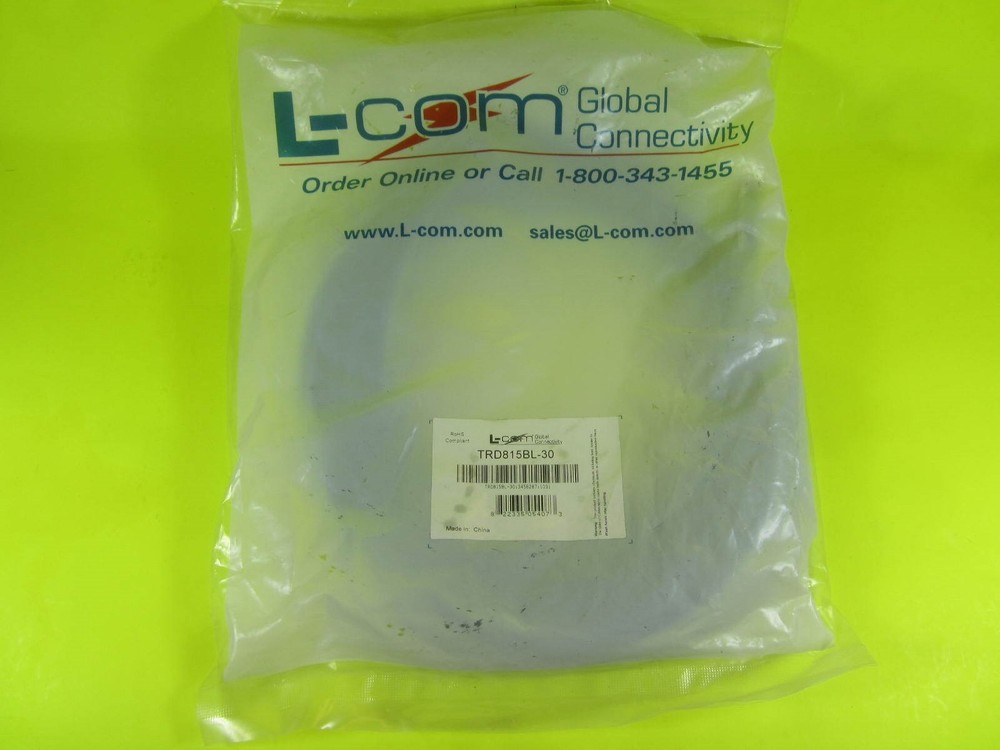 L-com® Global
Connectivity
Order Online or Call 1-800-343-1455
www.L-com.com sales@L-com.com
RoHS
Compliant
L-com Global
Connectivity
TRD815BL-30
Made in China